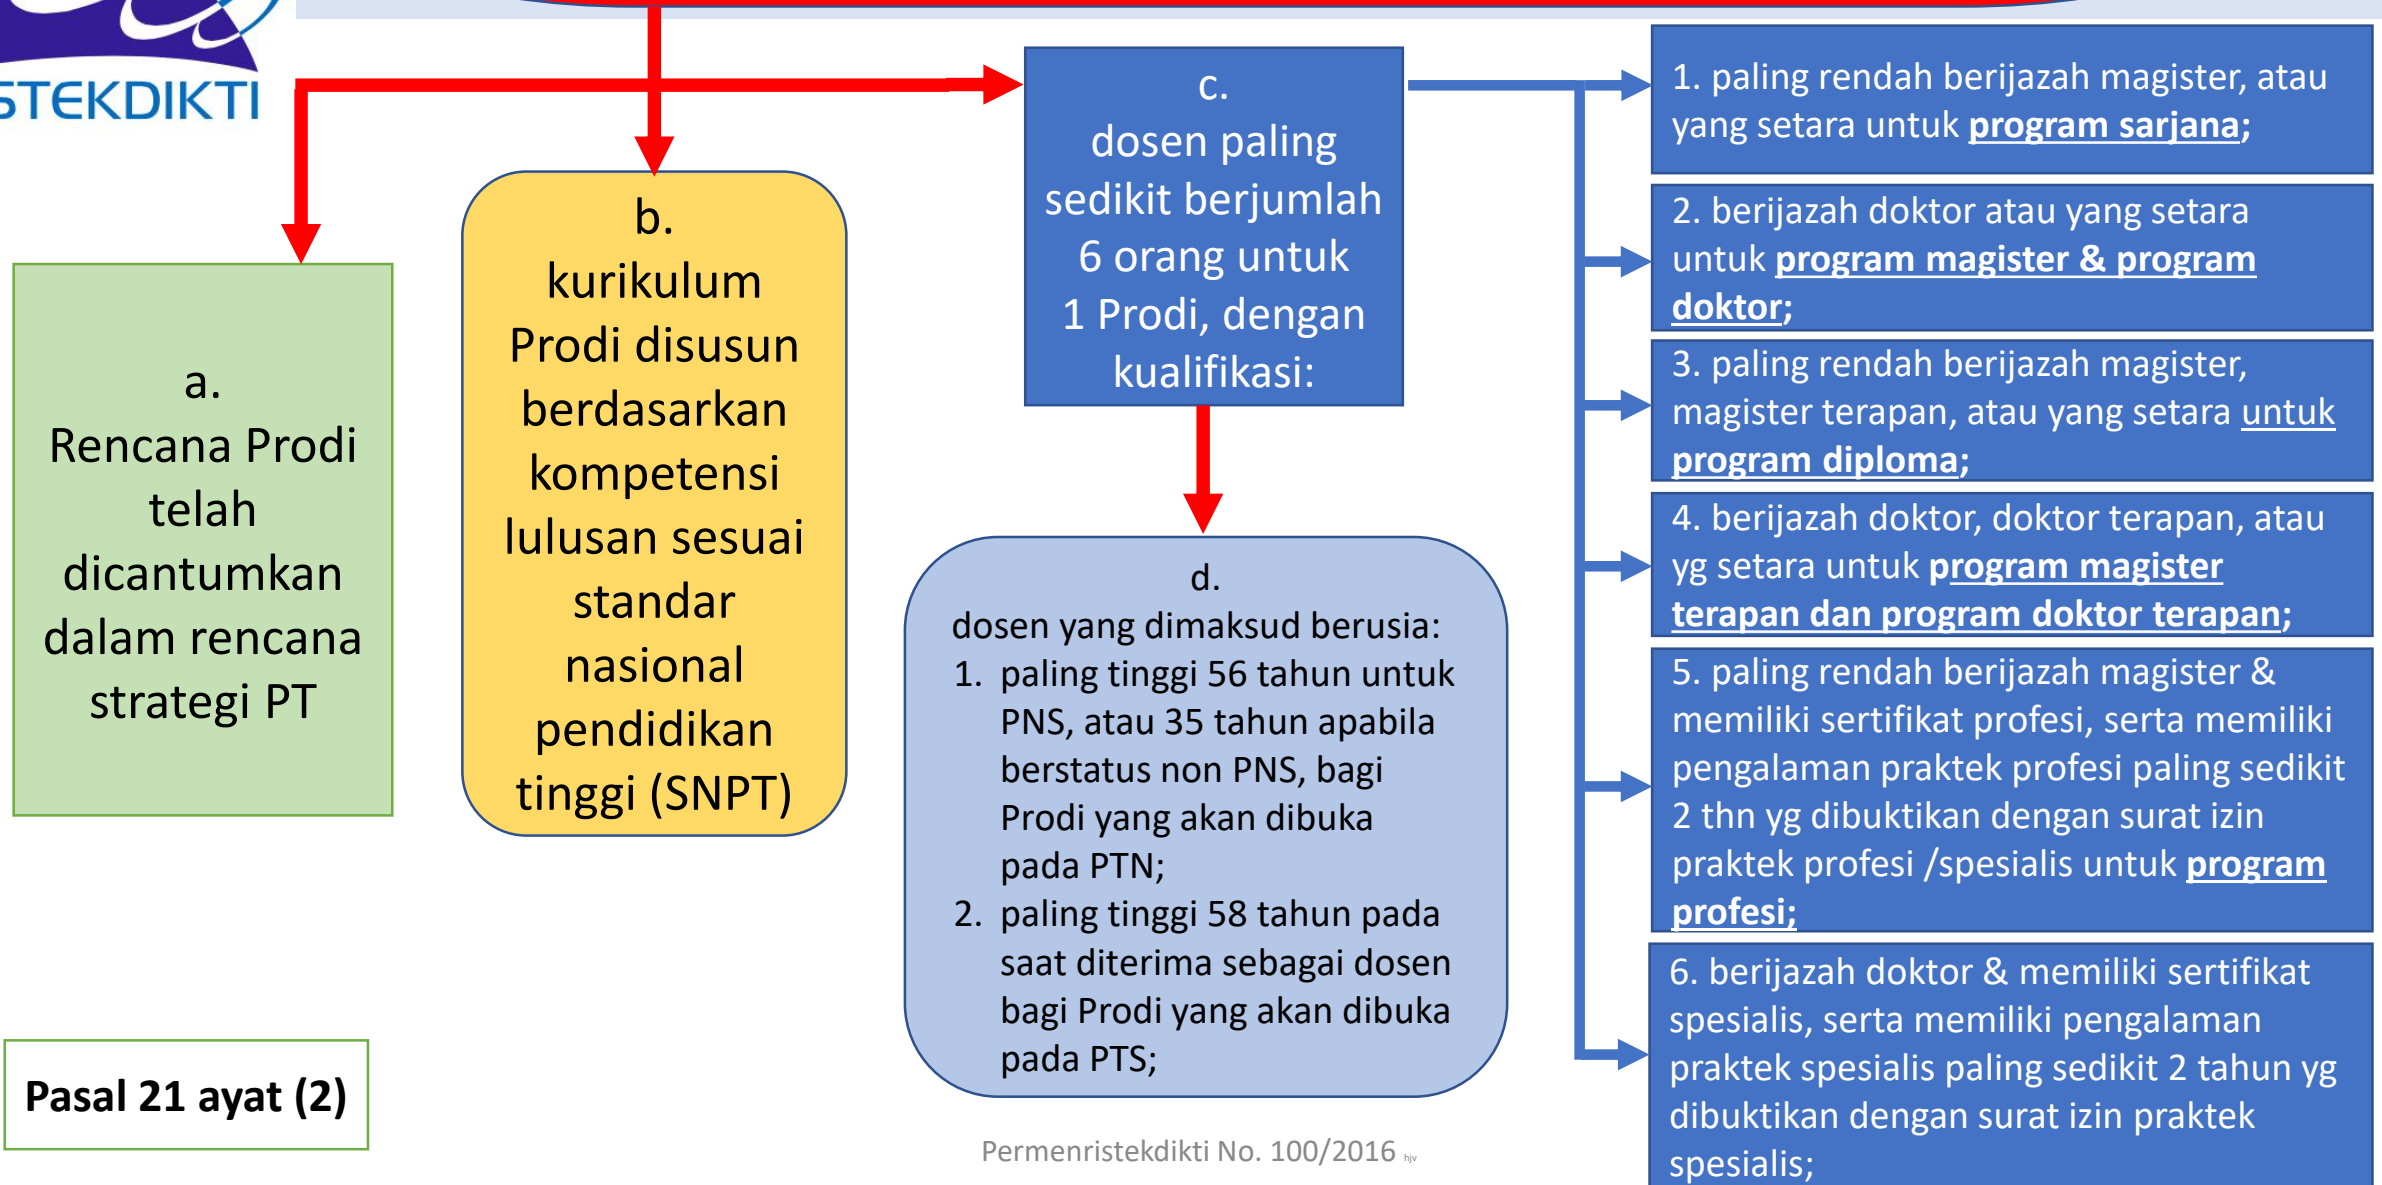 STEKDIKTI
a.
Rencana Prodi
telah
dicantumkan
dalam rencana
strategi PT
b.
kurikulum
Prodi disusun
berdasarkan
kompetensi
lulusan sesuai
standar
nasional
pendidikan
tinggi (SNPT)
c.
dosen paling
sedikit berjumlah
6 orang untuk
1 Prodi, dengan
kualifikasi:
d.
dosen yang dimaksud berusia:
1. paling tinggi 56 tahun untuk
PNS, atau 35 tahun apabila
berstatus non PNS, bagi
Prodi yang akan dibuka
pada PTN;
2. paling tinggi 58 tahun pada
saat diterima sebagai dosen
bagi Prodi yang akan dibuka
pada PTS;
1. paling rendah berijazah magister, atau
yang setara untuk program sarjana;
2. berijazah doktor atau yang setara
untuk program magister & program
doktor;
3. paling rendah berijazah magister,
magister terapan, atau yang setara untuk
program diploma;
4. berijazah doktor, doktor terapan, atau
yg setara untuk program magister
terapan dan program doktor terapan;
5. paling rendah berijazah magister &
memiliki sertifikat profesi, serta memiliki
pengalaman praktek profesi paling sedikit
2 thn yg dibuktikan dengan surat izin
praktek profesi /spesialis untuk program
profesi;
6. berijazah doktor & memiliki sertifikat
spesialis, serta memiliki pengalaman
praktek spesialis paling sedikit 2 tahun yg
dibuktikan dengan surat izin praktek
spesialis;
Pasal 21 ayat (2)
Permenristekdikti No. 100/2016 hjv